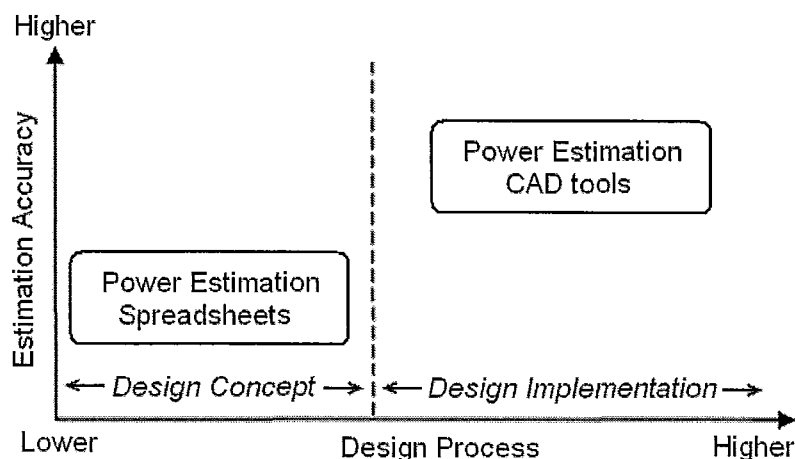 Higher
Estimation Accuracy
Power Estimation
CAD tools
Power Estimation
Spreadsheets
Design Concept
Design Implementation
Lower
Design Process
Higher